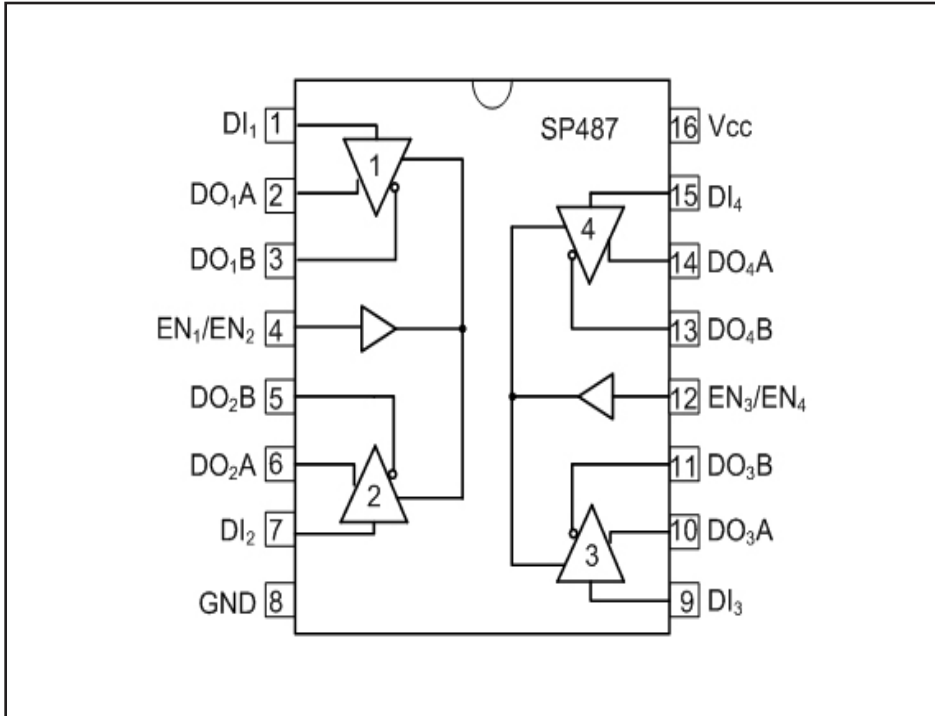 SP487
DI₁ 1
DO₁A 2
DO₁B 3
EN₁/EN₂ 4
DO₂B 5
DO₂A 6
DI₂ 7
GND 8
16 Vcc
15 DI₄
14 DO₄A
13 DO₄B
12 EN₃/EN₄
11 DO₃B
10 DO₃A
9 DI₃
1
2
4
3